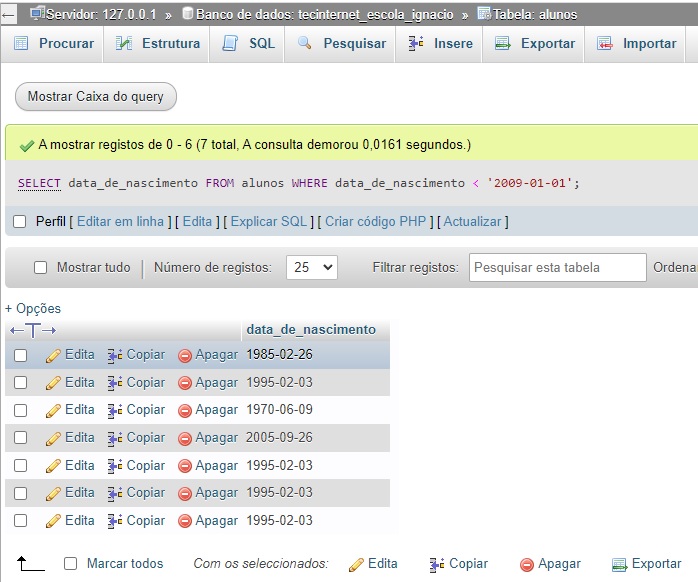 Servidor: 127.0.0.1 » Banco de dados: tecinternet_escola_ignacio » Tabela: alunos
Procurar Estrutura SQL Pesquisar Insere Exportar Importar
Mostrar Caixa do query
A mostrar registos de 0 - 6 (7 total, A consulta demorou 0,0161 segundos.)
SELECT data_de_nascimento FROM alunos WHERE data_de_nascimento < '2009-01-01';
Perfil [ Editar em linha ] [ Edita ] [ Explicar SQL ] [ Criar código PHP ] [ Actualizar ]
Mostrar tudo Número de registos: 25 Filtrar registos: Pesquisar esta tabela Ordena
+ Opções
←T→ data_de_nascimento
Edita Copiar Apagar 1985-02-26
Edita Copiar Apagar 1995-02-03
Edita Copiar Apagar 1970-06-09
Edita Copiar Apagar 2005-09-26
Edita Copiar Apagar 1995-02-03
Edita Copiar Apagar 1995-02-03
Edita Copiar Apagar 1995-02-03
Marcar todos Com os seleccionados: Edita Copiar Apagar Exportar